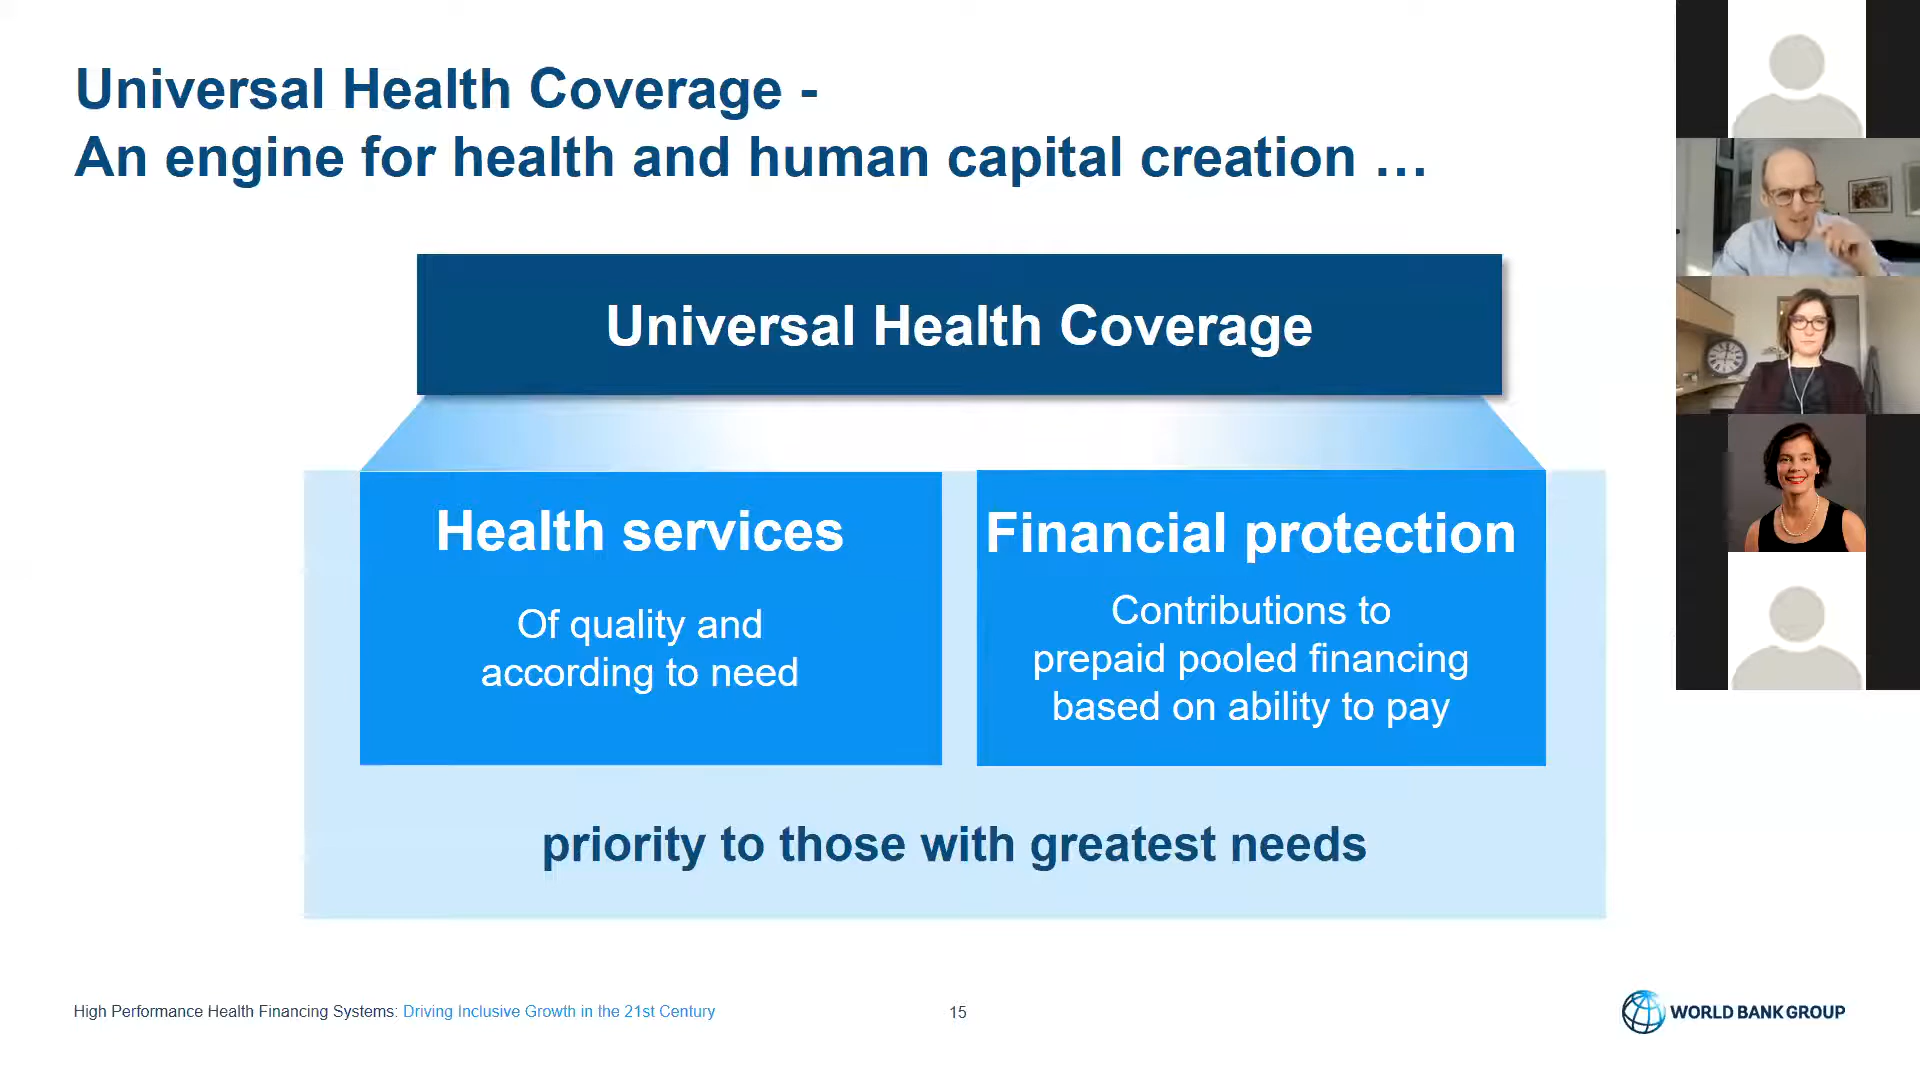 Universal Health Coverage -
An engine for health and human capital creation …
Universal Health Coverage
Health services
Of quality and
according to need
Financial protection
Contributions to
prepaid pooled financing
based on ability to pay
priority to those with greatest needs
High Performance Health Financing Systems: Driving Inclusive Growth in the 21st Century
15
WORLD BANK GROUP